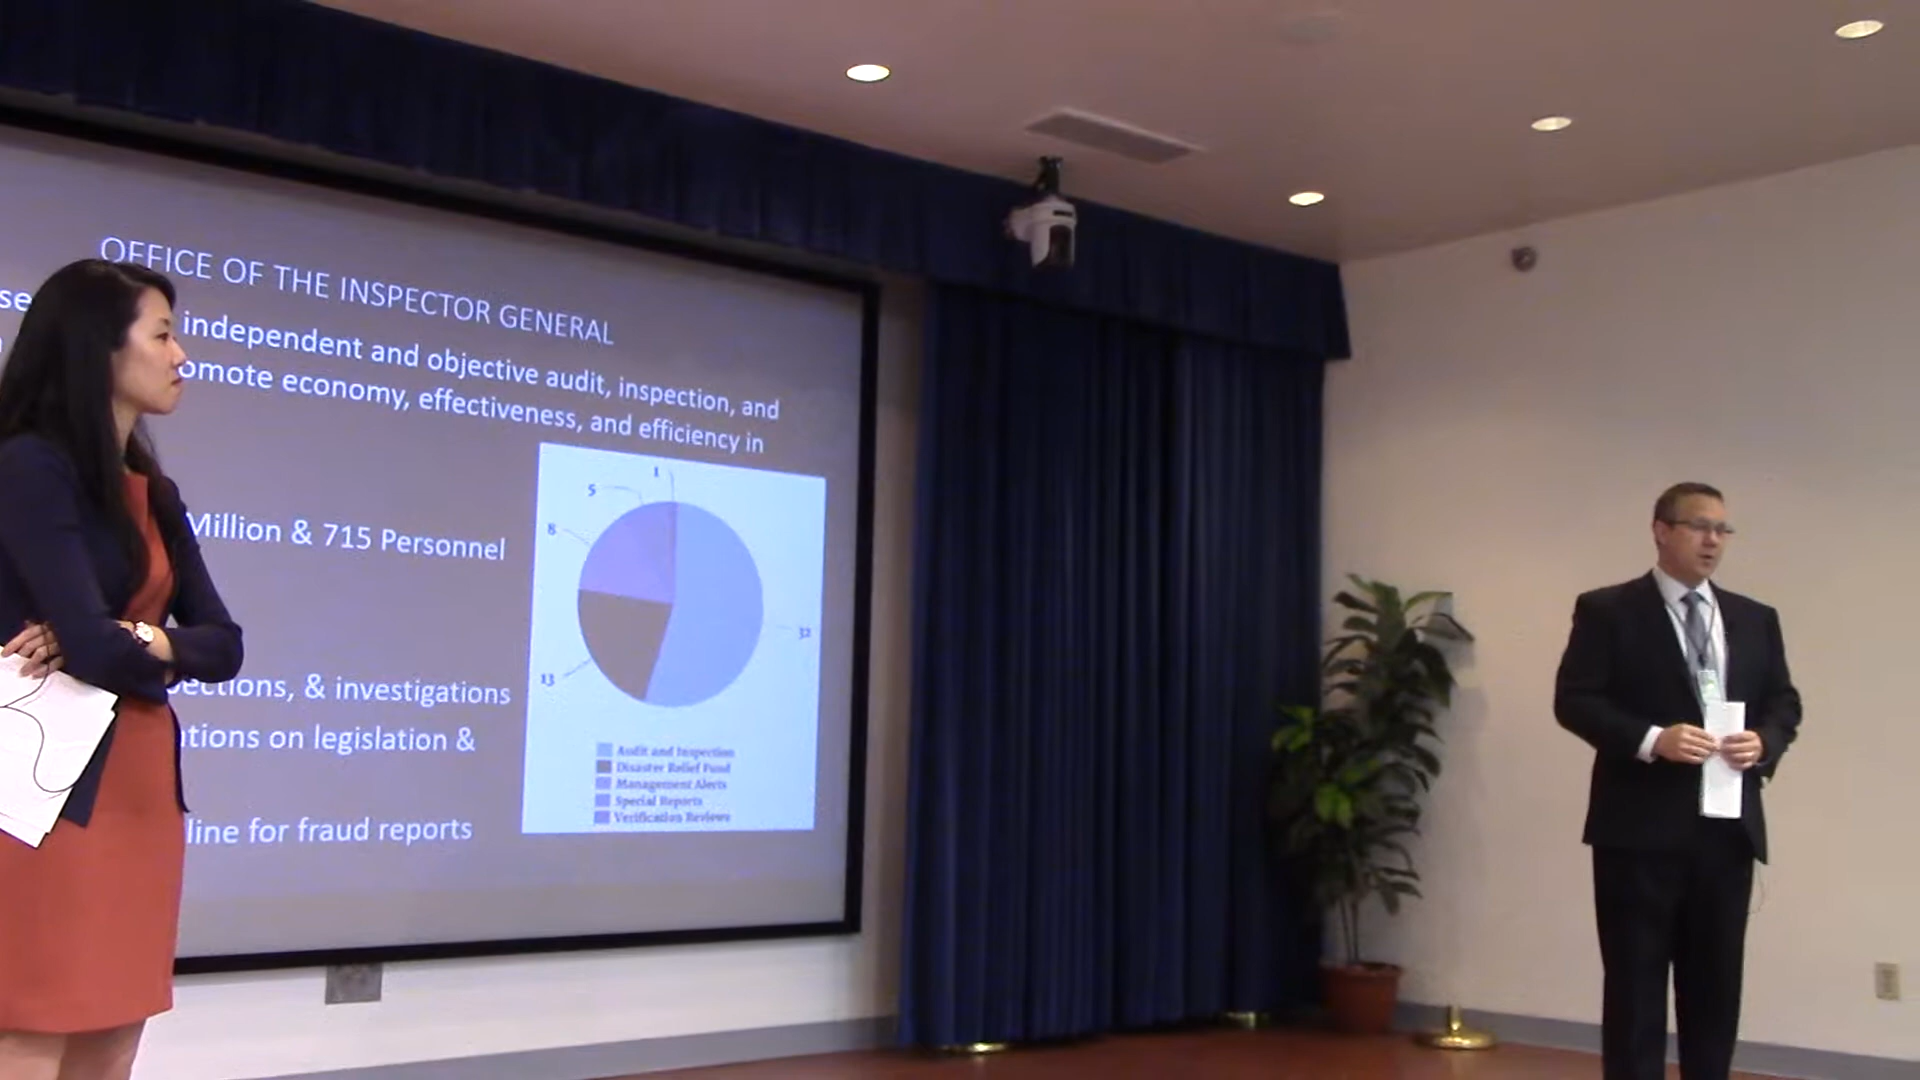 OFFICE OF THE INSPECTOR GENERAL
se independent and objective audit, inspection, and
omote economy, effectiveness, and efficiency in
Million & 715 Personnel
pections, & investigations
ations on legislation &
line for fraud reports
1
5
8
32
13
Audit and Inspection
Disaster Relief Fund
Management Alerts
Special Reports
Verification Reviews